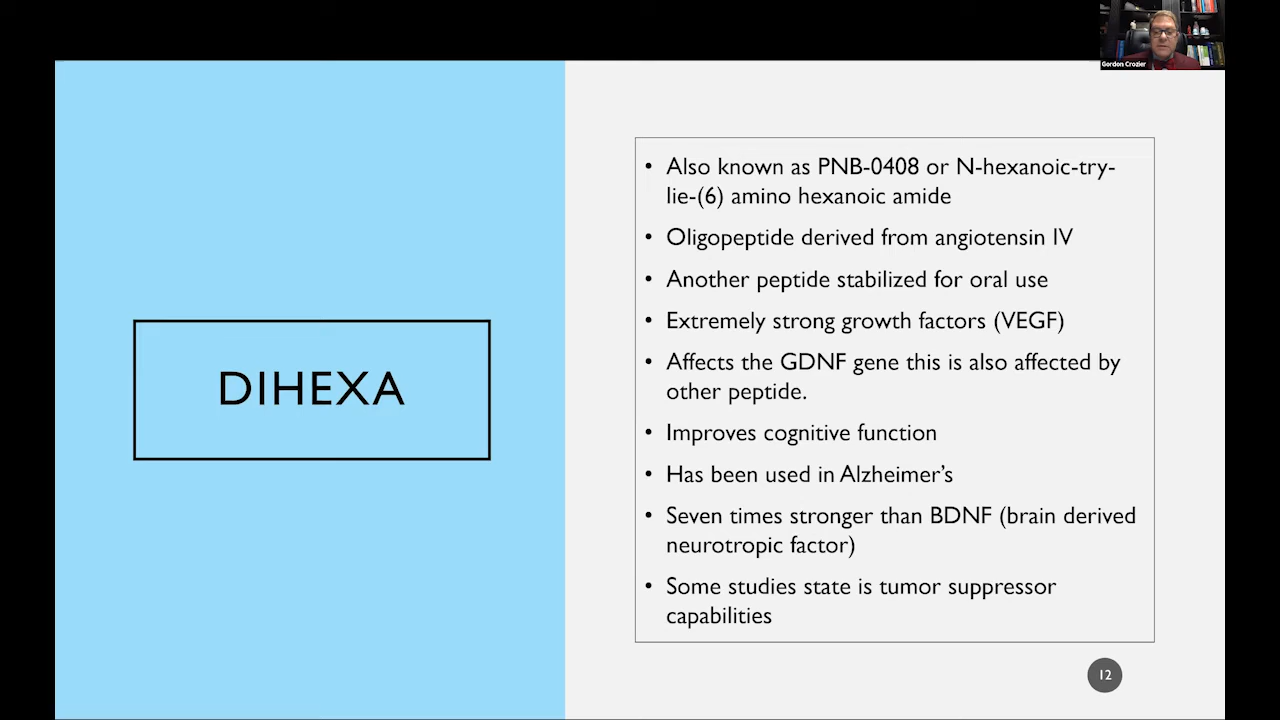 Gordon Crozier
DIHEXA
• Also known as PNB-0408 or N-hexanoic-try-
lie-(6) amino hexanoic amide
• Oligopeptide derived from angiotensin IV
• Another peptide stabilized for oral use
• Extremely strong growth factors (VEGF)
• Affects the GDNF gene this is also affected by
other peptide.
• Improves cognitive function
• Has been used in Alzheimer’s
• Seven times stronger than BDNF (brain derived
neurotropic factor)
• Some studies state is tumor suppressor
capabilities
12